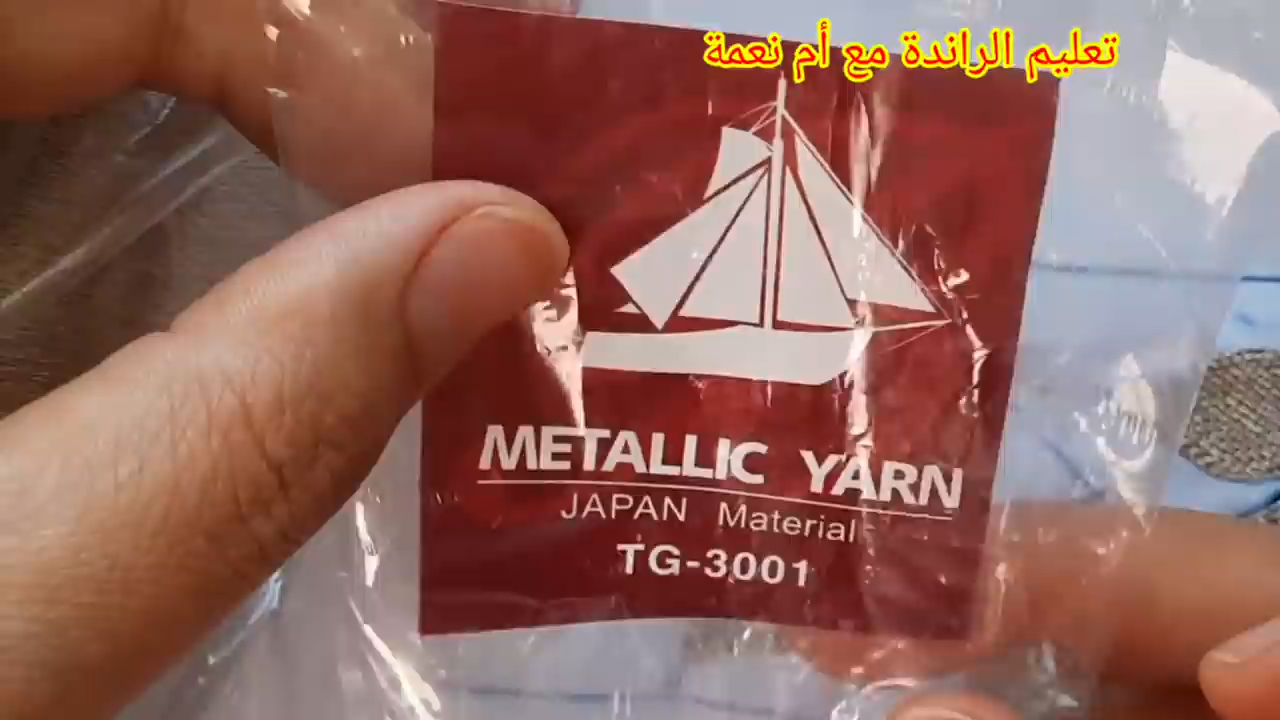 تعليم الراندة مع أم نعمة
METALLIC YARN
JAPAN Material
TG-3001